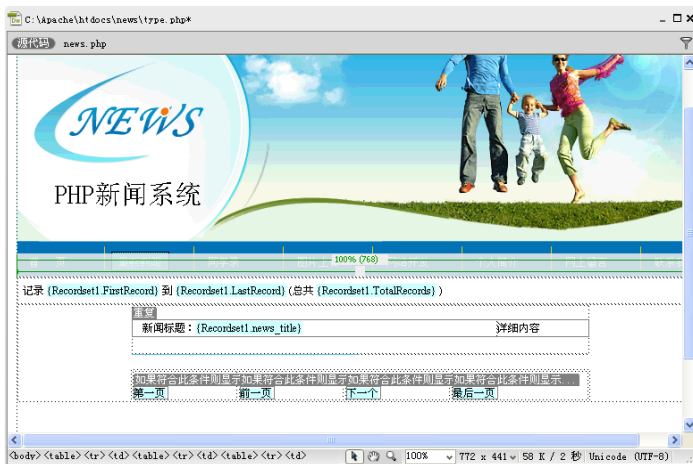 C:\Apache\htdocs\news\type.php*
源代码 news.php
NEWS
PHP新闻系统
首 页
100% (768)
记录 {Recordset1.FirstRecord} 到 {Recordset1.LastRecord} (总共 {Recordset1.TotalRecords} )
重复
新闻标题：{Recordset1.news_title} 详细内容
如果符合此条件则显示如果符合此条件则显示如果符合此条件则显示如果符合此条件则显示...
第一页 前一页 下一个 最后一页
<body> <table> <tr> <td> <table> <tr> <td> <table> <tr> <td> 100% 772 x 441 58 K / 2 秒 Unicode (UTF-8)